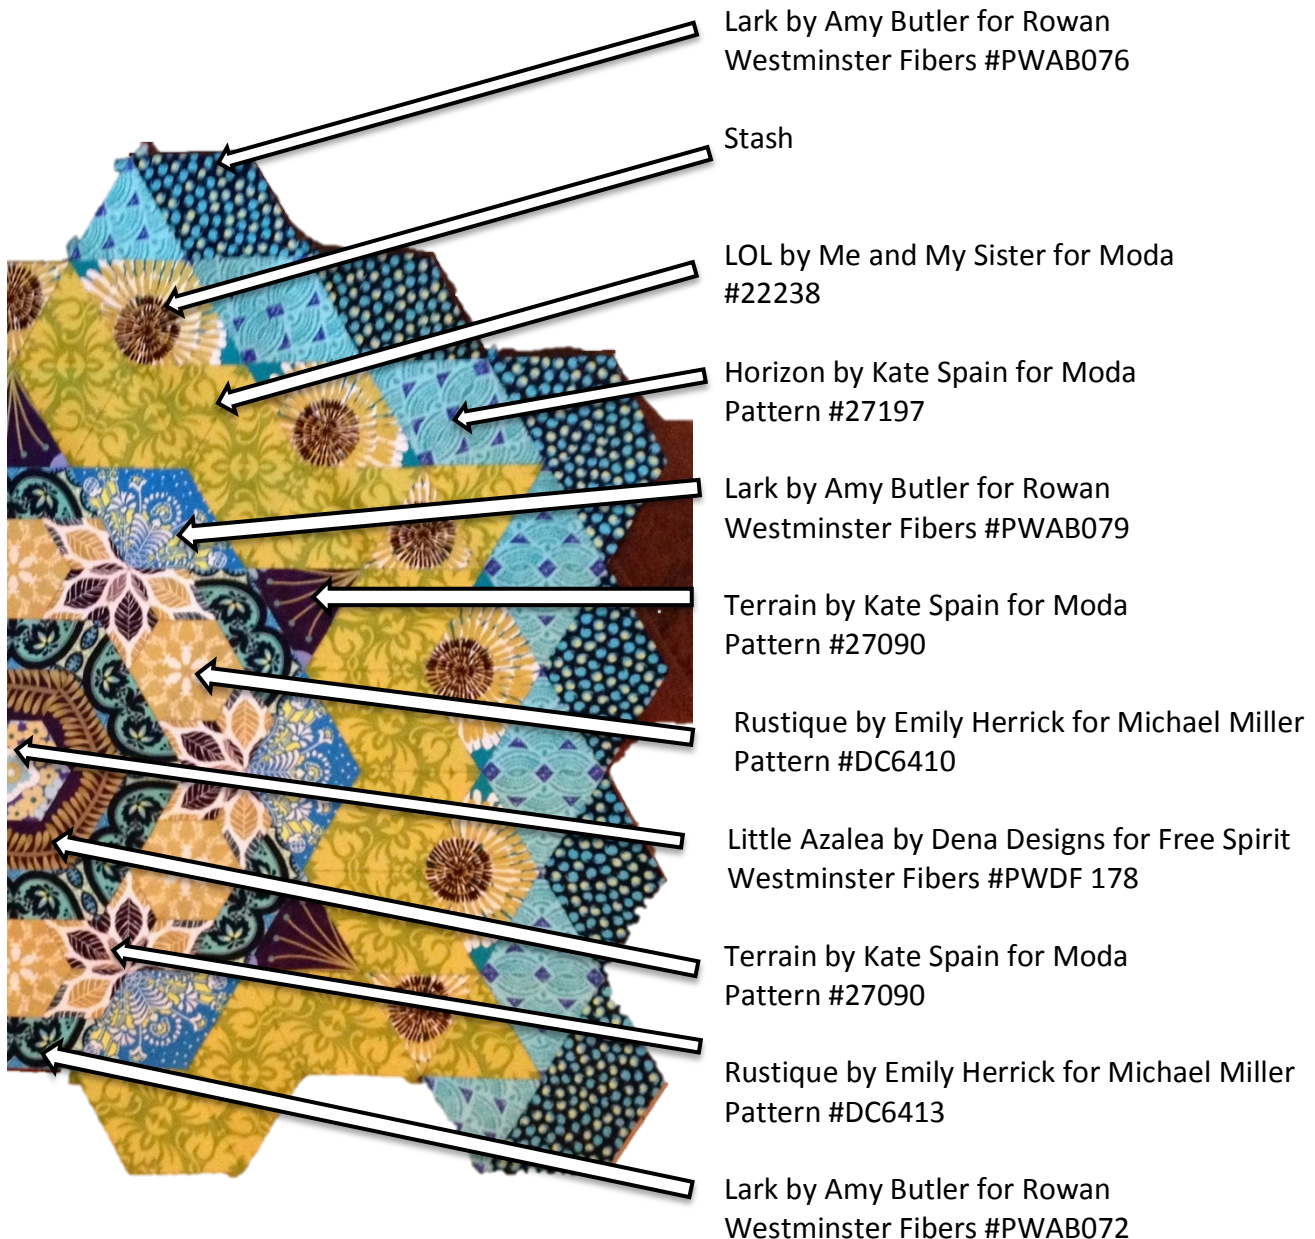 Lark by Amy Butler for Rowan
Westminster Fibers #PWAB076
Stash
LOL by Me and My Sister for Moda
#22238
Horizon by Kate Spain for Moda
Pattern #27197
Lark by Amy Butler for Rowan
Westminster Fibers #PWAB079
Terrain by Kate Spain for Moda
Pattern #27090
Rustique by Emily Herrick for Michael Miller
Pattern #DC6410
Little Azalea by Dena Designs for Free Spirit
Westminster Fibers #PWDF 178
Terrain by Kate Spain for Moda
Pattern #27090
Rustique by Emily Herrick for Michael Miller
Pattern #DC6413
Lark by Amy Butler for Rowan
Westminster Fibers #PWAB072